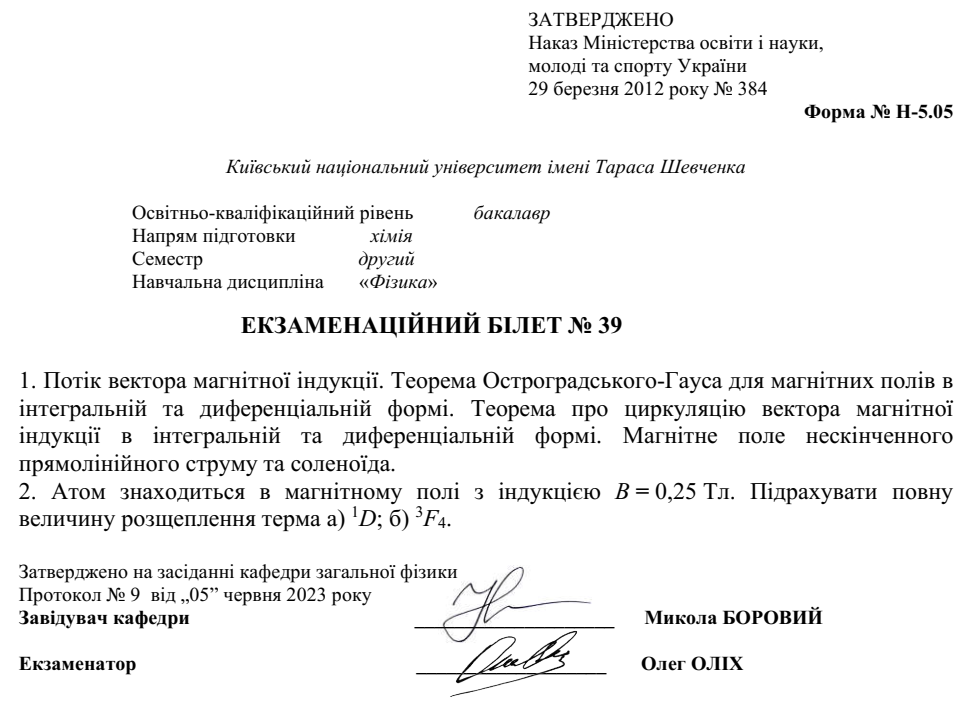 ЗАТВЕРДЖЕНО
Наказ Міністерства освіти і науки,
молоді та спорту України
29 березня 2012 року № 384
Форма № Н-5.05
Київський національний університет імені Тараса Шевченка
Освітньо-кваліфікаційний рівень бакалавр
Напрям підготовки хімія
Семестр другий
Навчальна дисципліна «Фізика»
ЕКЗАМЕНАЦІЙНИЙ БІЛЕТ № 39
1. Потік вектора магнітної індукції. Теорема Остроградського-Гауса для магнітних полів в
інтегральній та диференціальній формі. Теорема про циркуляцію вектора магнітної
індукції в інтегральній та диференціальній формі. Магнітне поле нескінченного
прямолінійного струму та соленоїда.
2. Атом знаходиться в магнітному полі з індукцією B = 0,25 Тл. Підрахувати повну
величину розщеплення терма а) ¹D; б) ³F₄.
Затверджено на засіданні кафедри загальної фізики
Протокол № 9 від „05” червня 2023 року
Завідувач кафедри ____________________ Микола БОРОВИЙ
Екзаменатор ____________________ Олег ОЛІХ